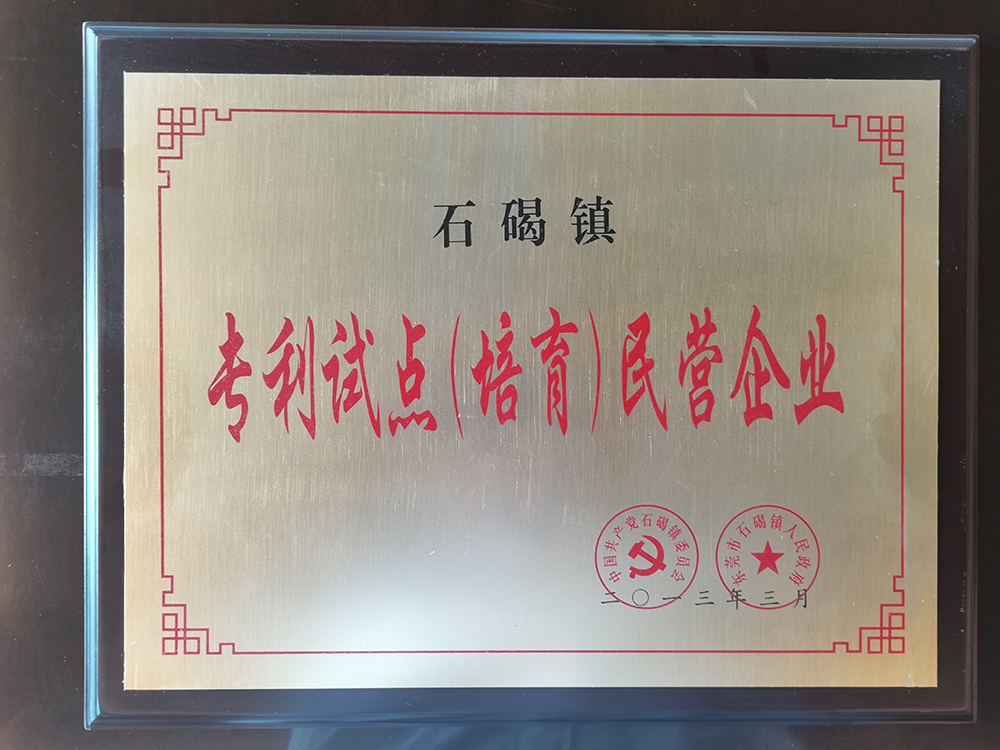 石碣镇
专利试点(培育)民营企业
中国共产党石碣镇委员会
东莞市石碣镇人民政府
二〇一三年三月